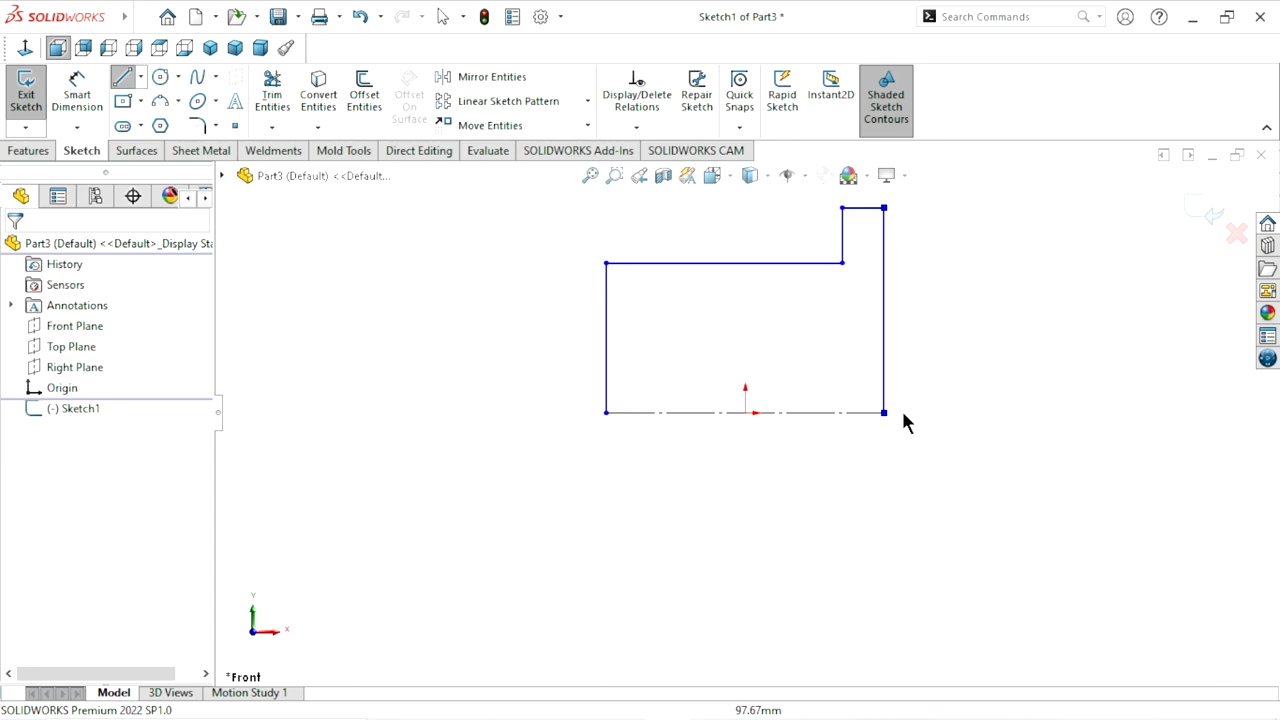 SOLIDWORKS
Sketch1 of Part3 *
Search Commands
Exit Sketch
Smart Dimension
Trim Entities
Convert Entities
Offset Entities
Offset On Surface
Mirror Entities
Linear Sketch Pattern
Move Entities
Display/Delete Relations
Repair Sketch
Quick Snaps
Rapid Sketch
Instant2D
Shaded Sketch Contours
Features
Sketch
Surfaces
Sheet Metal
Weldments
Mold Tools
Direct Editing
Evaluate
SOLIDWORKS Add-Ins
SOLIDWORKS CAM
Part3 (Default) <<Default...
Part3 (Default) <<Default>_Display Sta
History
Sensors
Annotations
Front Plane
Top Plane
Right Plane
Origin
(-) Sketch1
Y
X
*Front
Model
3D Views
Motion Study 1
SOLIDWORKS Premium 2022 SP1.0
97.67mm